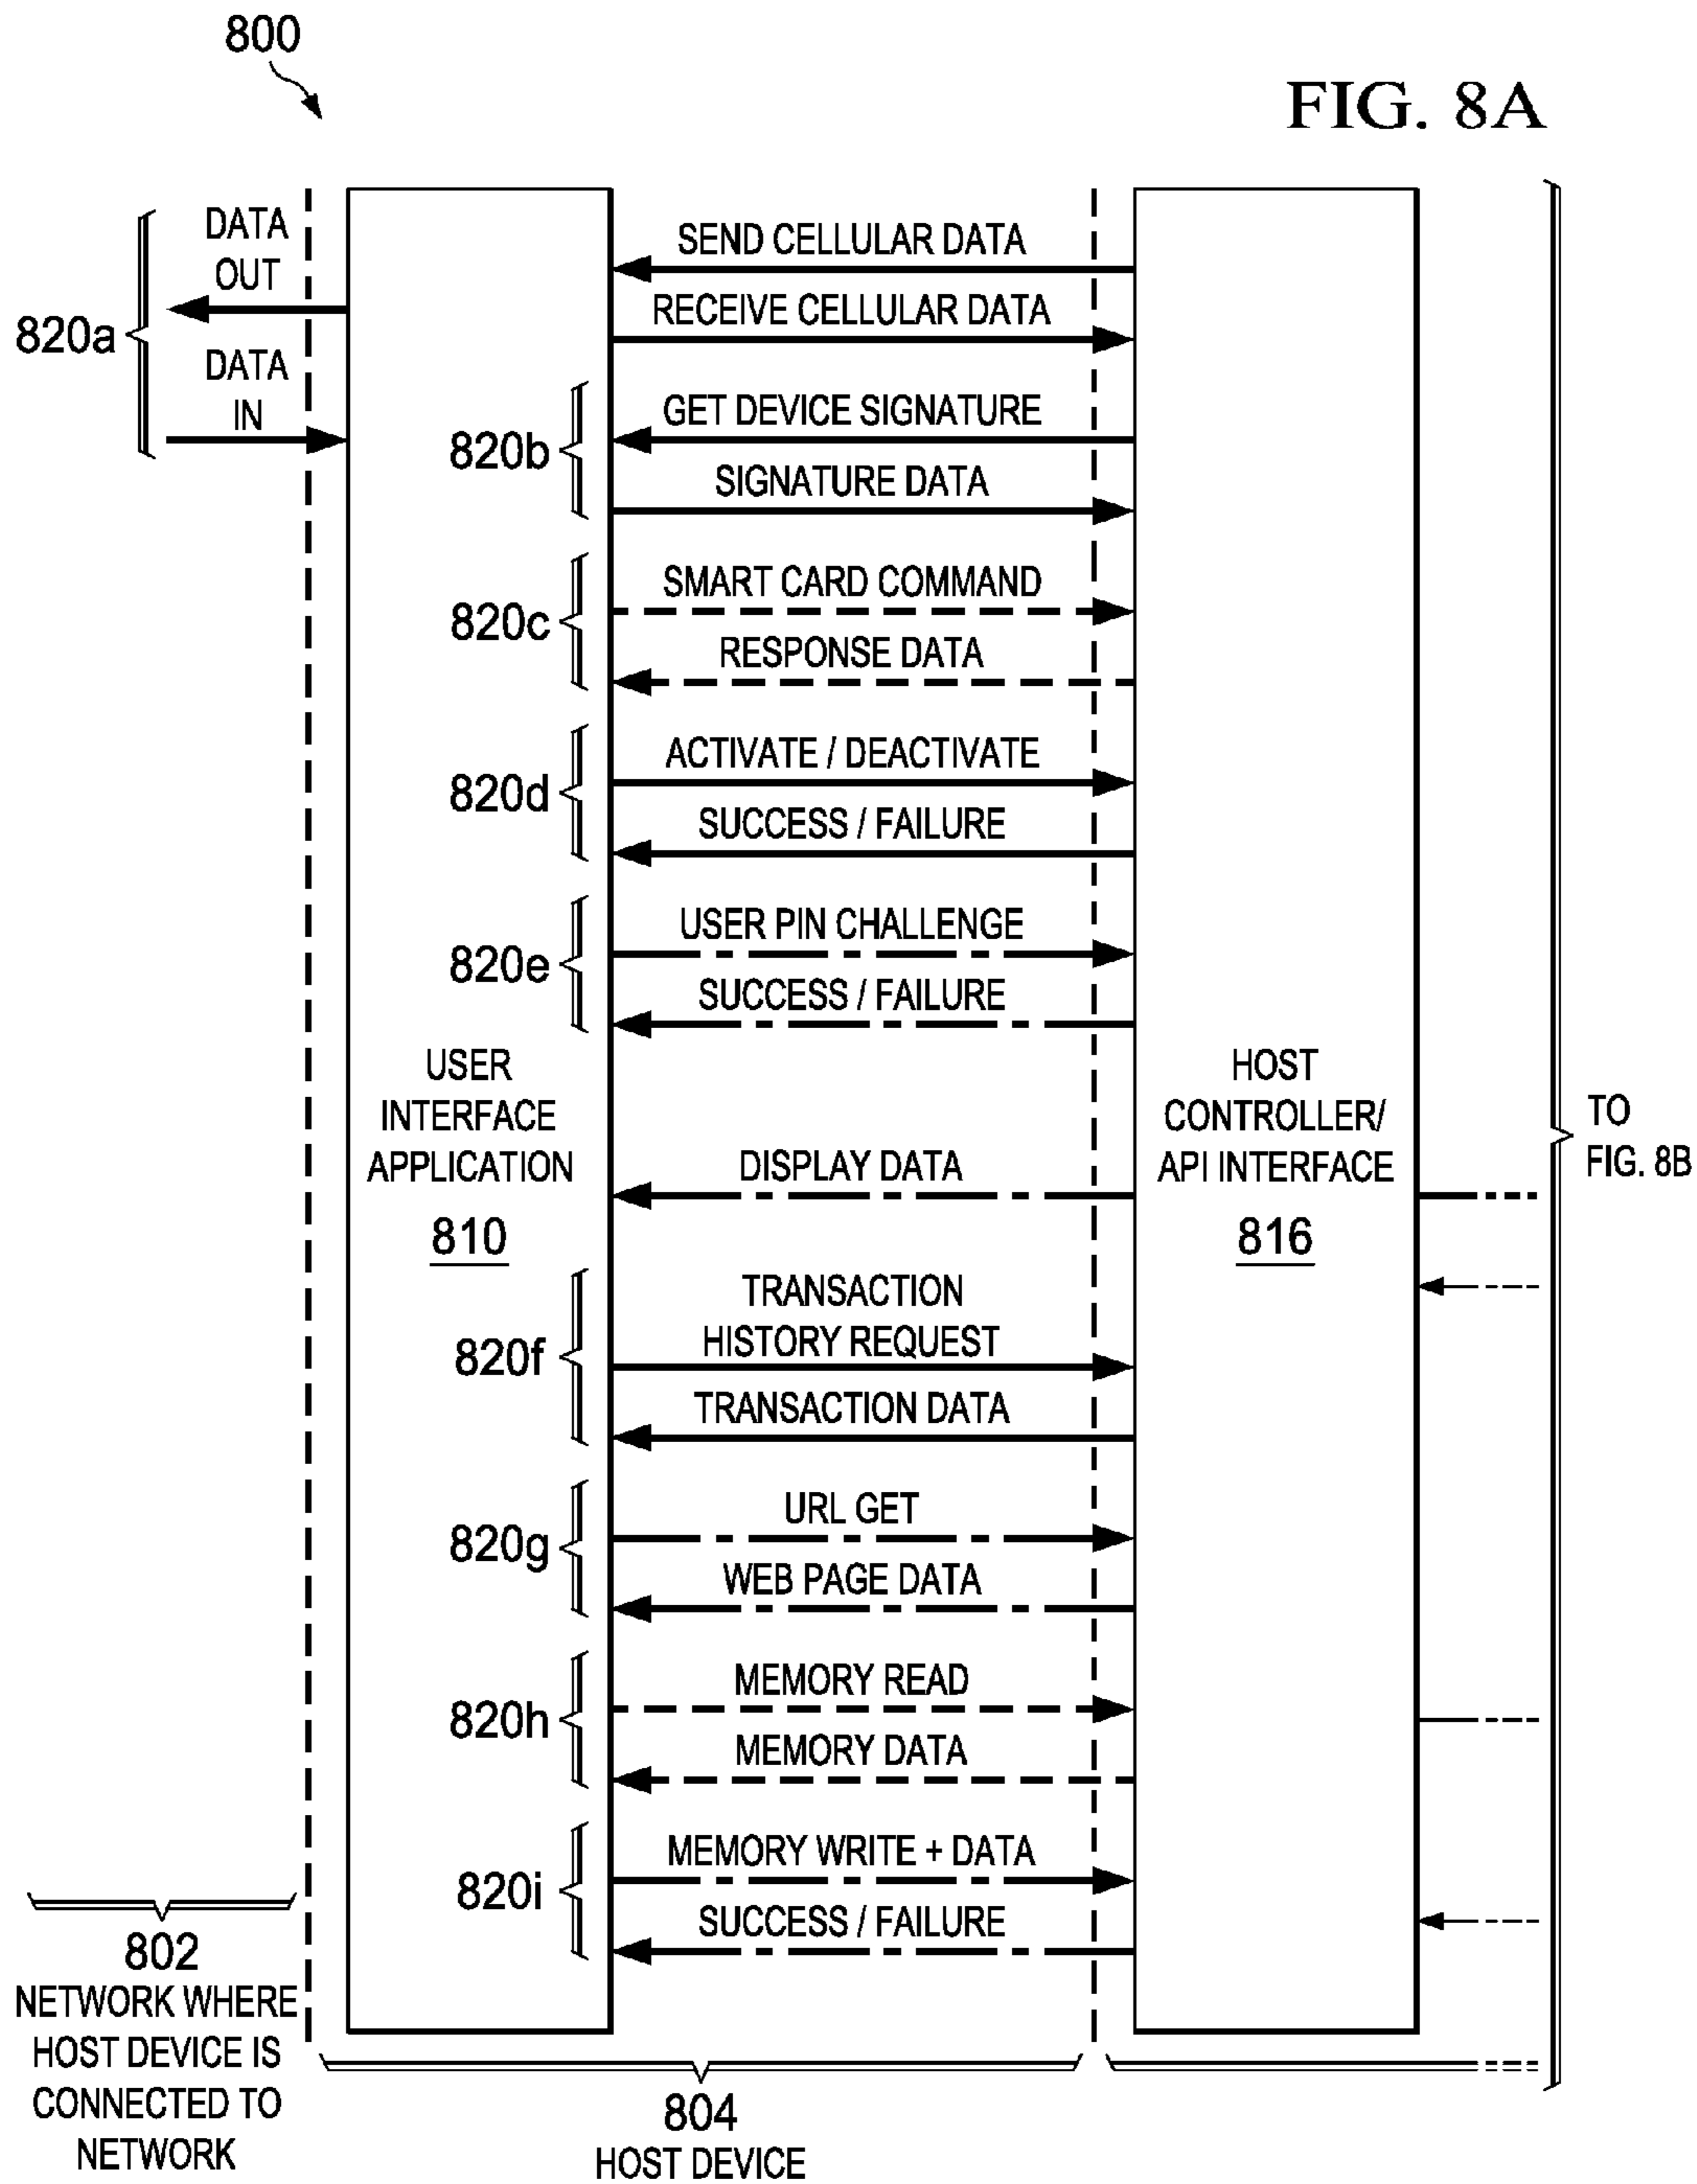 800
FIG. 8A
DATA
OUT
820a
DATA
IN
SEND CELLULAR DATA
RECEIVE CELLULAR DATA
820b
GET DEVICE SIGNATURE
SIGNATURE DATA
820c
SMART CARD COMMAND
RESPONSE DATA
820d
ACTIVATE / DEACTIVATE
SUCCESS / FAILURE
820e
USER PIN CHALLENGE
SUCCESS / FAILURE
USER
INTERFACE
APPLICATION
810
DISPLAY DATA
HOST
CONTROLLER/
API INTERFACE
816
TO
FIG. 8B
820f
TRANSACTION
HISTORY REQUEST
TRANSACTION DATA
820g
URL GET
WEB PAGE DATA
820h
MEMORY READ
MEMORY DATA
820i
MEMORY WRITE + DATA
SUCCESS / FAILURE
802
NETWORK WHERE
HOST DEVICE IS
CONNECTED TO
NETWORK
804
HOST DEVICE